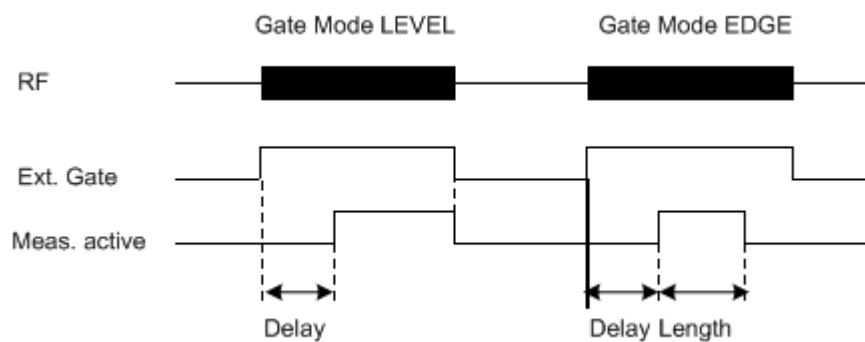 Gate Mode LEVEL Gate Mode EDGE
RF
Ext. Gate
Meas. active
Delay Delay Length